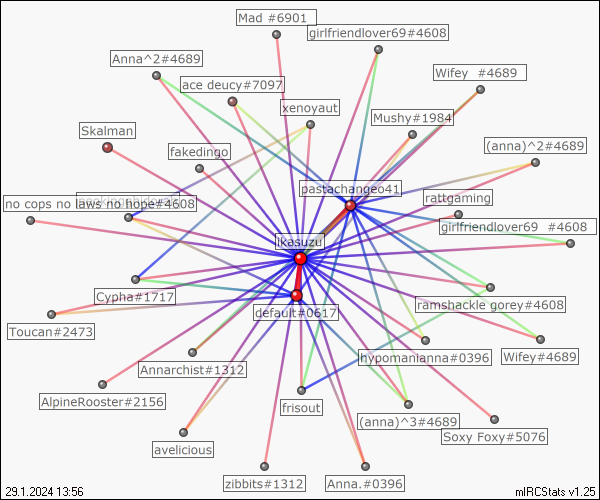 Mad #6901
girlfriendlover69#4608
Anna^2#4689
Wifey  #4689
ace deucy#7097
xenoyaut
Mushy#1984
Skalman
(anna)^2#4689
fakedingo
pastachangeo41
rattgaming
no cops no laws no hope#4608
girlfriendlover69  #4608
ikasuzu
Cypha#1717
ramshackle gorey#4608
default#0617
Toucan#2473
hypomanianna#0396
Wifey#4689
Annarchist#1312
AlpineRooster#2156
frisout
(anna)^3#4689
Soxy Foxy#5076
avelicious
zibbits#1312
Anna.#0396
29.1.2024 13:56
mIRCStats v1.25